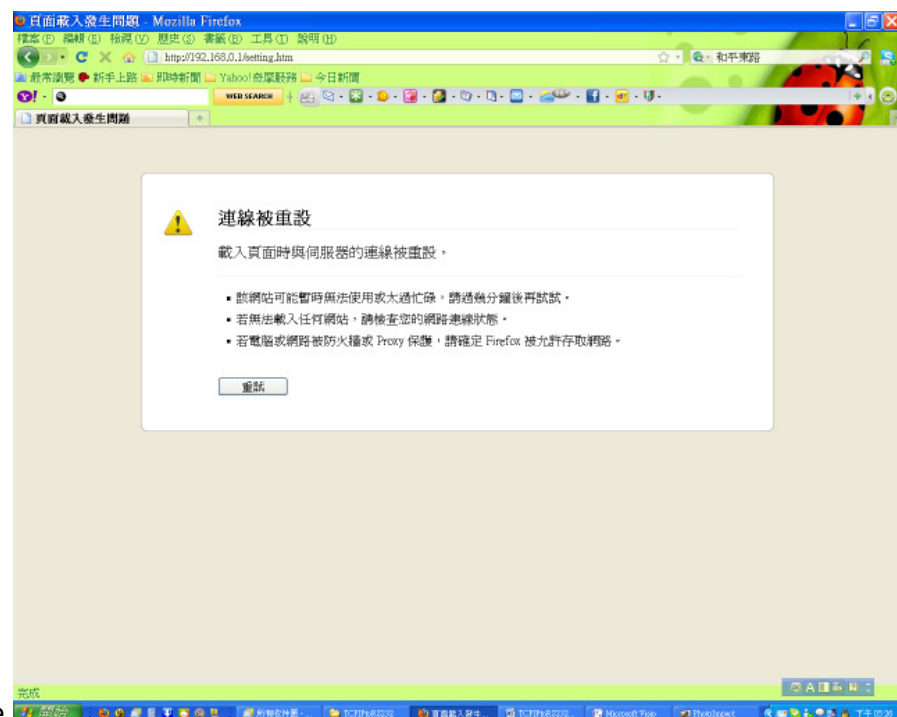 頁面載入發生問題 - Mozilla Firefox
檔案(F) 編輯(E) 檢視(V) 歷史(S) 書籤(B) 工具(T) 說明(H)
http://192.168.0.1/setting.htm 和平東路
最常瀏覽 新手上路 即時新聞 Yahoo!奇摩服務 今日新聞
Y! WEB SEARCH
頁面載入發生問題
連線被重設
載入頁面時與伺服器的連線被重設。
▪ 該網站可能暫時無法使用或太過忙碌,請過幾分鐘後再試試。
▪ 若無法載入任何網站,請檢查您的網路連線狀態。
▪ 若電腦或網路被防火牆或 Proxy 保護,請確定 Firefox 被允許存取網路。
重試
完成
e
開始 TCPIPtoRS232 頁面載入發生... TCPIPtoRS232 Microsoft Visio PhotoImpact 下午 05:26